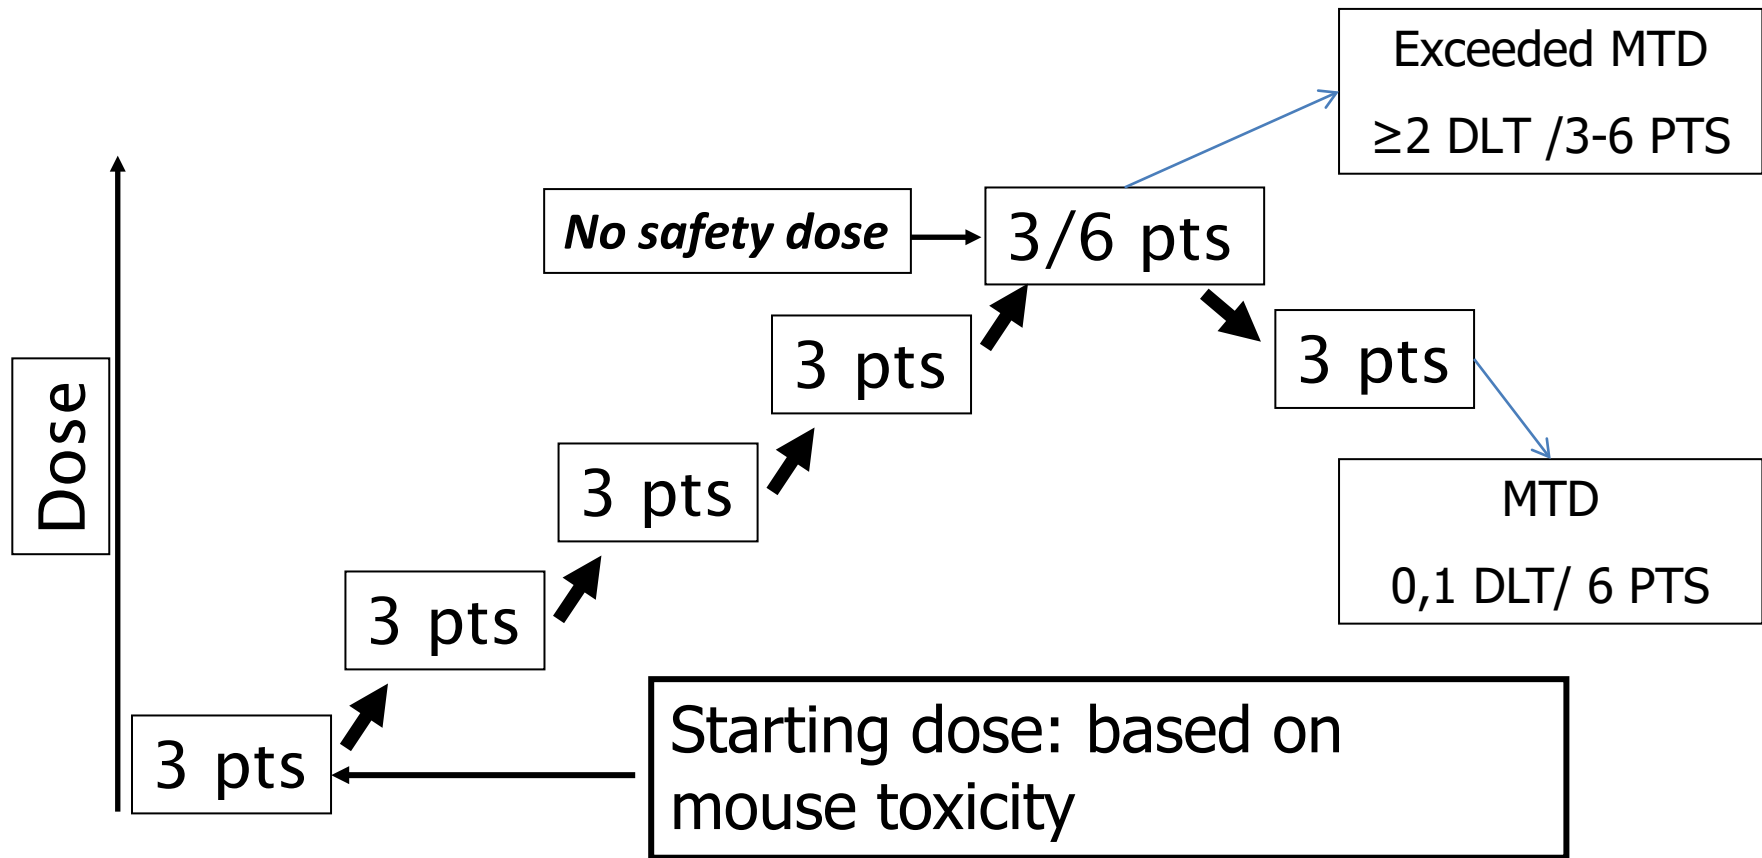 Exceeded MTD
≥2 DLT /3-6 PTS
No safety dose
3/6 pts
3 pts
3 pts
Dose
3 pts
MTD
0,1 DLT/ 6 PTS
3 pts
3 pts
Starting dose: based on
mouse toxicity